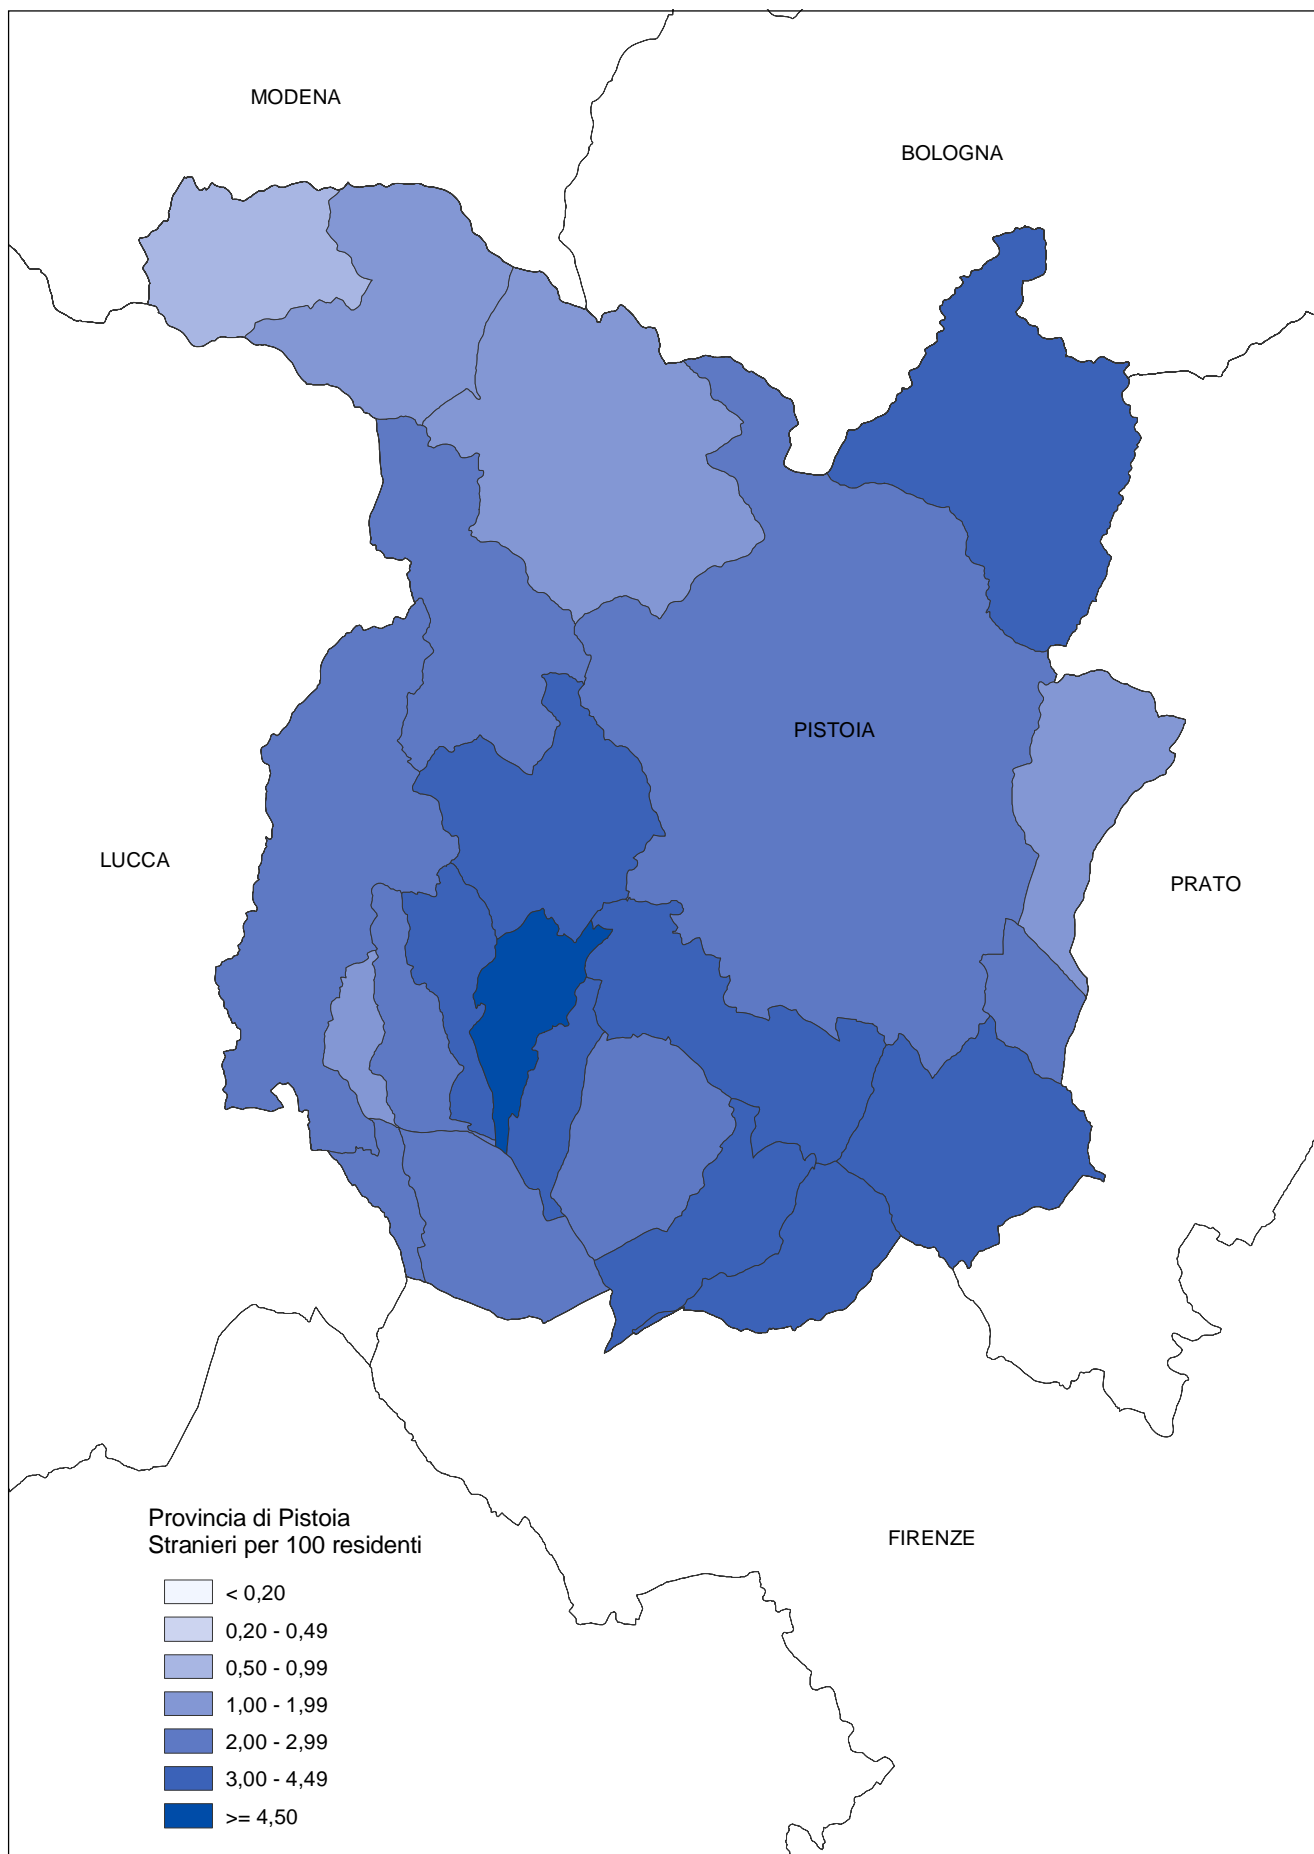 MODENA
BOLOGNA
PISTOIA
LUCCA
PRATO
FIRENZE
Provincia di Pistoia
Stranieri per 100 residenti
< 0,20
0,20 - 0,49
0,50 - 0,99
1,00 - 1,99
2,00 - 2,99
3,00 - 4,49
>= 4,50